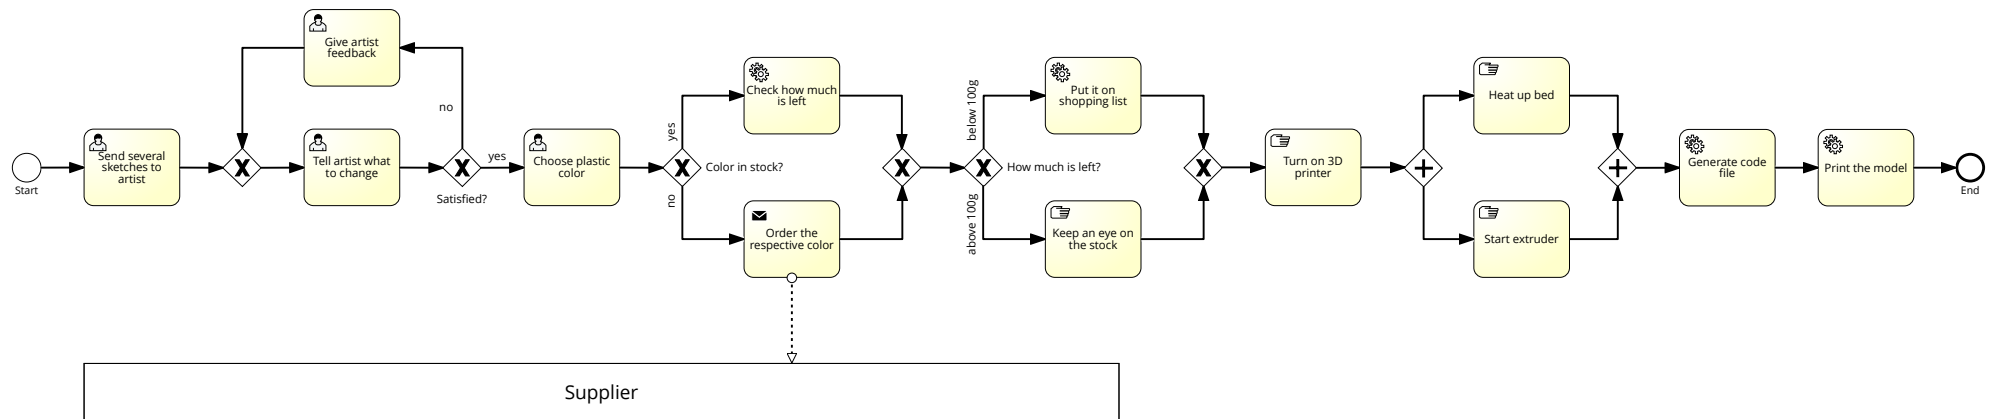 Start
Send several
sketches to
artist
Give artist
feedback
Tell artist what
to change
no
yes
Satisfied?
Choose plastic
color
yes
no
Color in stock?
Check how much
is left
Order the
respective color
below 100g
above 100g
How much is left?
Put it on
shopping list
Keep an eye on
the stock
Turn on 3D
printer
Heat up bed
Start extruder
Generate code
file
Print the model
End
Supplier